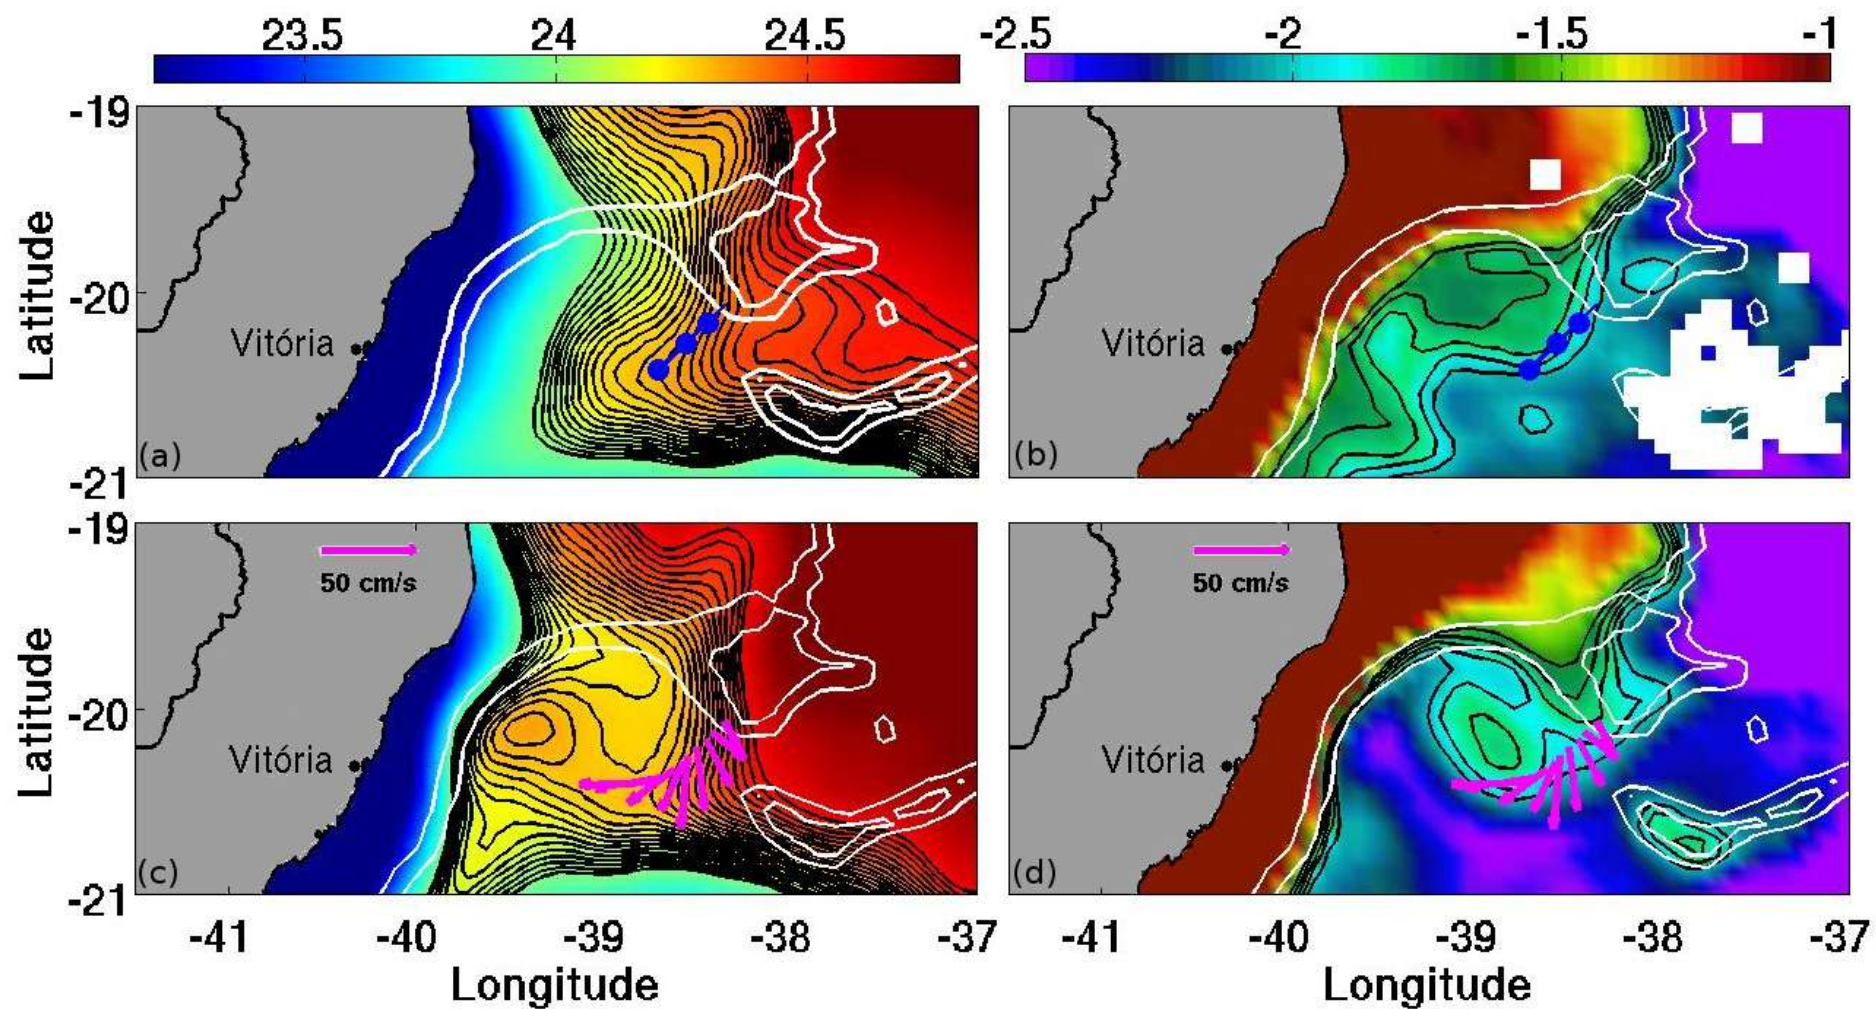 23.5 24 24.5
-2.5 -2 -1.5 -1
-19
-20
-21
Latitude
Vitória
(a)
Vitória
(b)
-19
-20
-21
Latitude
50 cm/s
Vitória
(c)
50 cm/s
Vitória
(d)
-41 -40 -39 -38 -37
-41 -40 -39 -38 -37
Longitude
Longitude